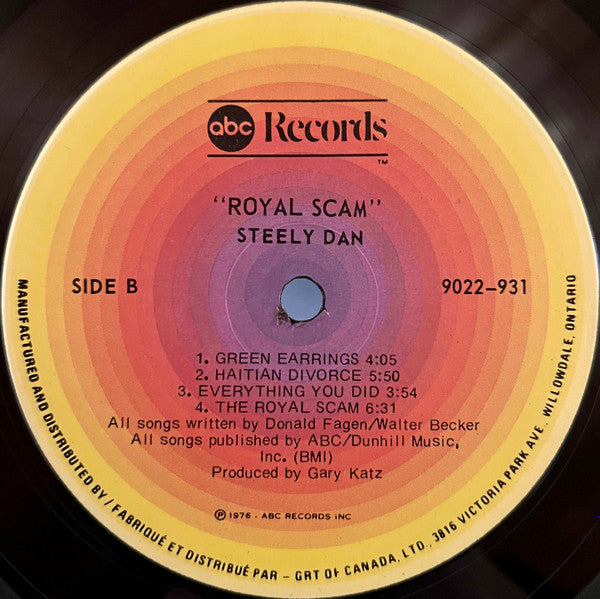 abc Records
TM
"ROYAL SCAM"
STEELY DAN
SIDE B
9022-931
1. GREEN EARRINGS 4:05
2. HAITIAN DIVORCE 5:50
3. EVERYTHING YOU DID 3:54
4. THE ROYAL SCAM 6:31
All songs written by Donald Fagen/Walter Becker
All songs published by ABC/Dunhill Music,
Inc. (BMI)
Produced by Gary Katz
℗ 1976 - ABC RECORDS INC
MANUFACTURED AND DISTRIBUTED BY / FABRIQUÉ ET DISTRIBUÉ PAR – GRT OF CANADA, LTD., 3816 VICTORIA PARK AVE. WILLOWDALE, ONTARIO